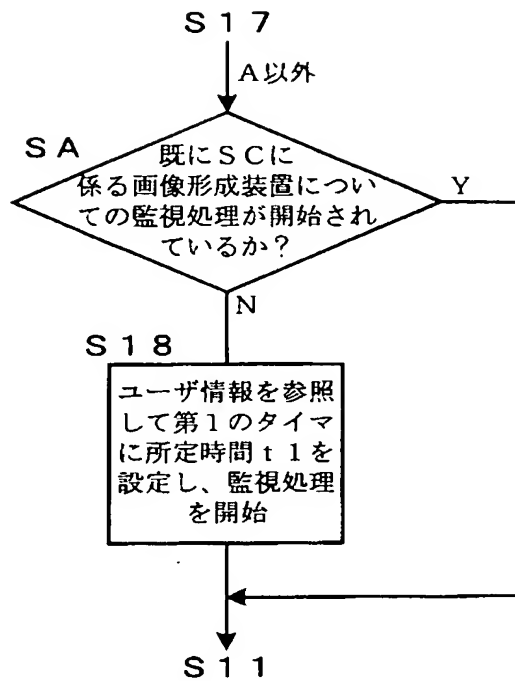 S17
A以外
SA
既にSCに
係る画像形成装置につい
ての監視処理が開始され
ているか?
Y
N
S18
ユーザ情報を参照
して第1のタイマ
に所定時間t1を
設定し、監視処理
を開始
S11